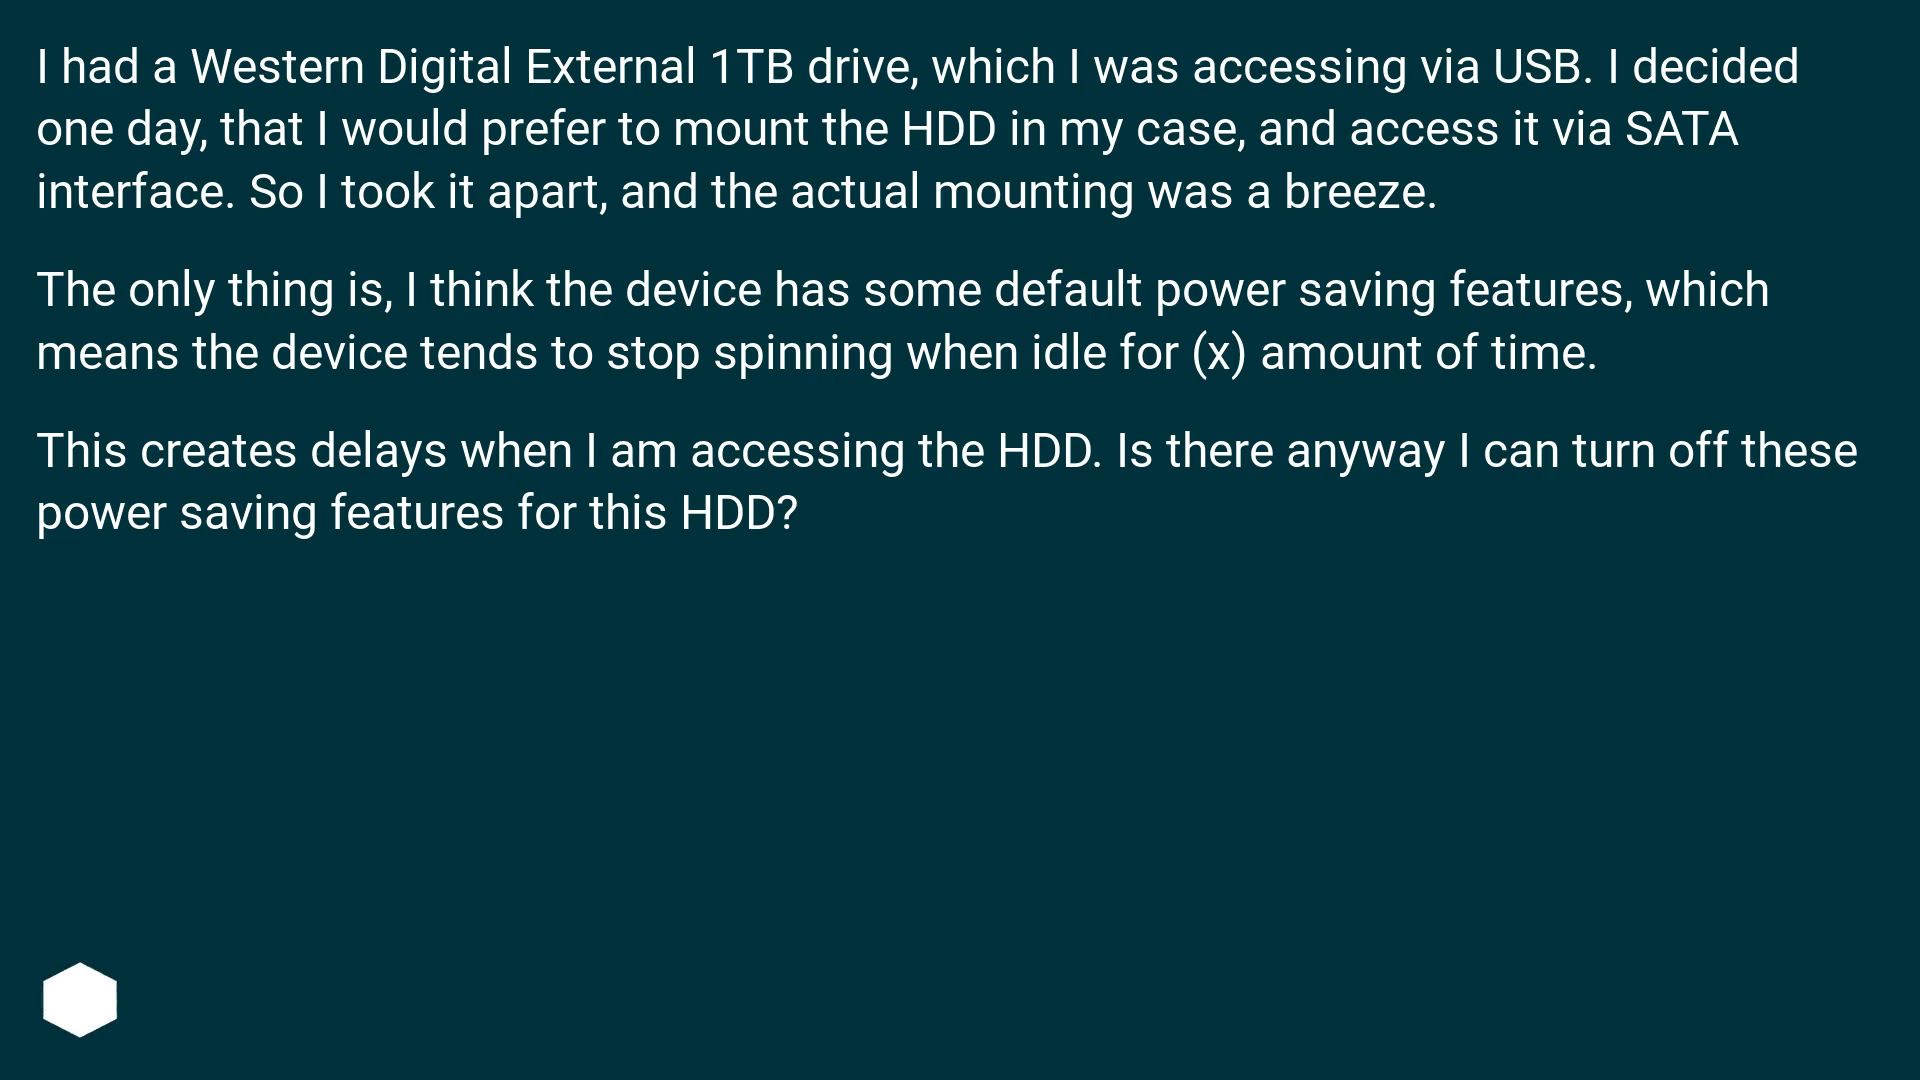 I had a Western Digital External 1TB drive, which I was accessing via USB. I decided
one day, that I would prefer to mount the HDD in my case, and access it via SATA
interface. So I took it apart, and the actual mounting was a breeze.
The only thing is, I think the device has some default power saving features, which
means the device tends to stop spinning when idle for (x) amount of time.
This creates delays when I am accessing the HDD. Is there anyway I can turn off these
power saving features for this HDD?